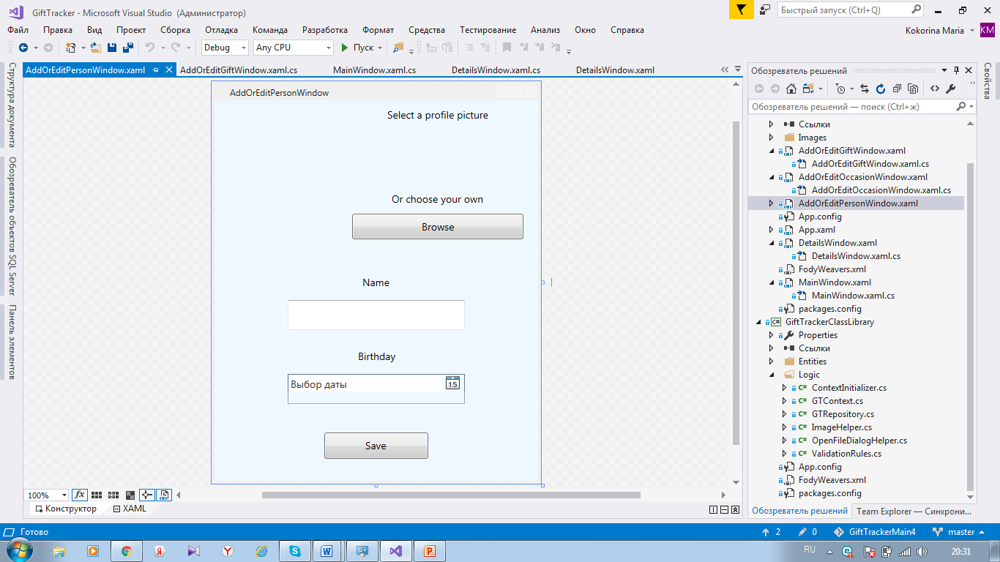 GiftTracker - Microsoft Visual Studio (Администратор)
Быстрый запуск (Ctrl+Q)
Файл Правка Вид Проект Сборка Отладка Команда Разработка Формат Средства Тестирование Анализ Окно Справка
Kokorina Maria KM
Debug Any CPU Пуск
AddOrEditPersonWindow.xaml AddOrEditGiftWindow.xaml.cs MainWindow.xaml.cs DetailsWindow.xaml.cs DetailsWindow.xaml
Структура документа
Обозреватель объектов SQL Server
Панель элементов
AddOrEditPersonWindow
Select a profile picture
Or choose your own
Browse
Name
Birthday
Выбор даты 15
Save
100% fx
Конструктор XAML
Обозреватель решений
Обозреватель решений — поиск (Ctrl+ж)
Ссылки
Images
AddOrEditGiftWindow.xaml
AddOrEditGiftWindow.xaml.cs
AddOrEditOccasionWindow.xaml
AddOrEditOccasionWindow.xaml.cs
AddOrEditPersonWindow.xaml
App.config
App.xaml
DetailsWindow.xaml
DetailsWindow.xaml.cs
FodyWeavers.xml
MainWindow.xaml
MainWindow.xaml.cs
packages.config
C# GiftTrackerClassLibrary
Properties
Ссылки
Entities
Logic
C# ContextInitializer.cs
C# GTContext.cs
C# GTRepository.cs
C# ImageHelper.cs
C# OpenFileDialogHelper.cs
C# ValidationRules.cs
App.config
FodyWeavers.xml
packages.config
Обозреватель решений Team Explorer — Синхрони...
Свойства
Готово 2 0 GiftTrackerMain4 master
RU 20:31